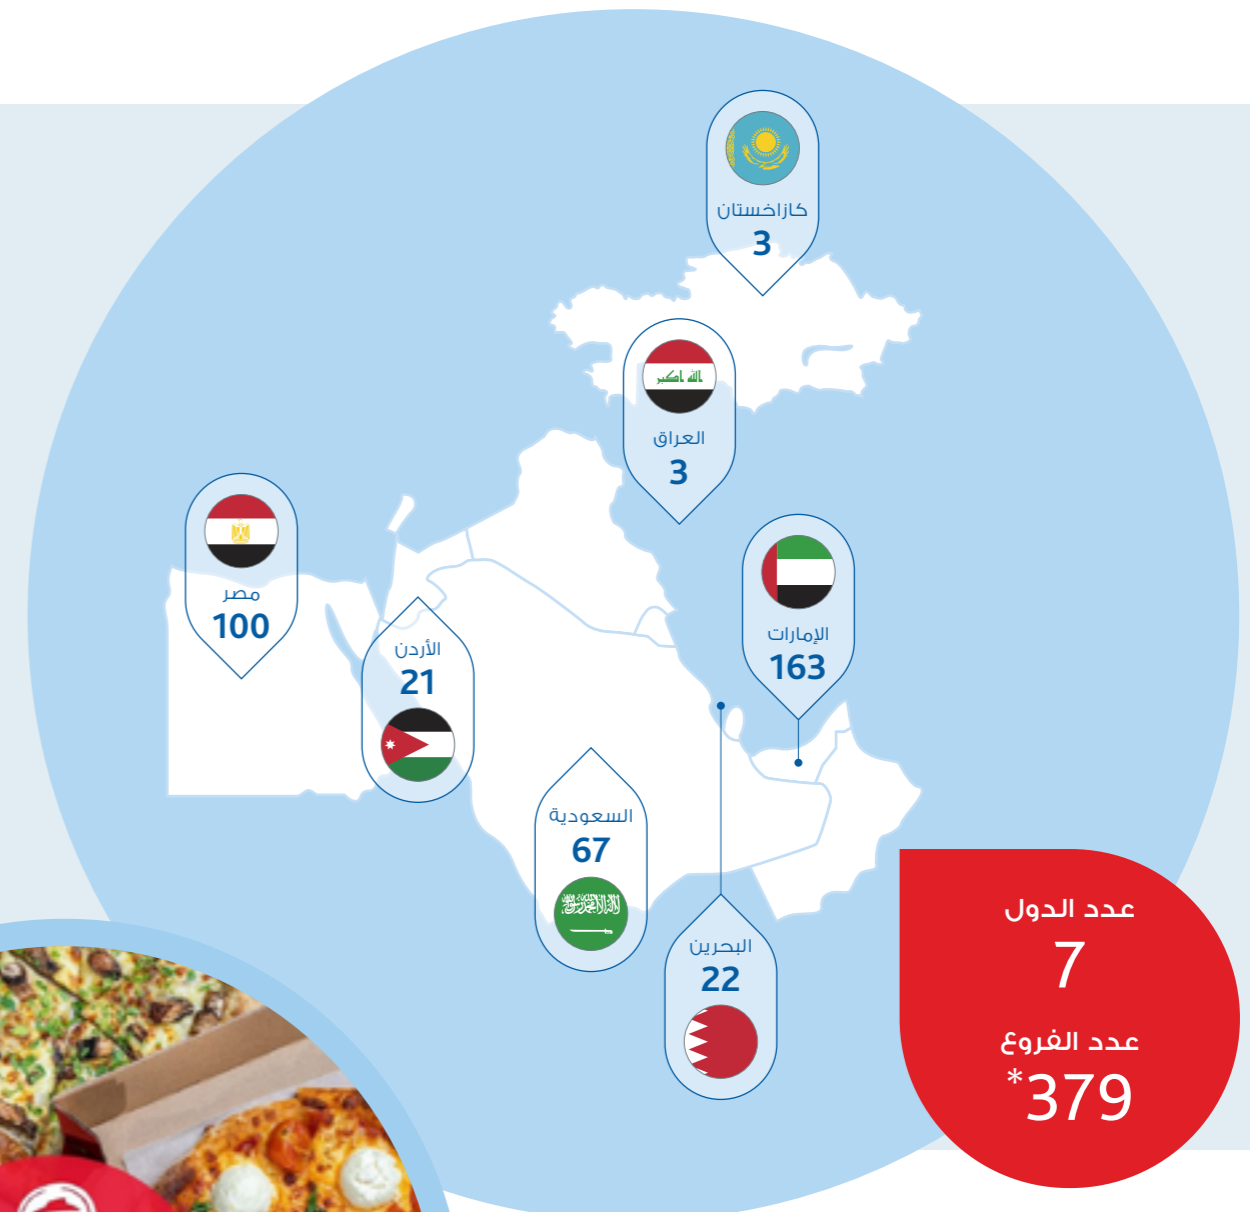 كازاخستان
3
العراق
3
مصر
100
الإمارات
163
الأردن
21
السعودية
67
البحرين
22
عدد الدول
7
عدد الفروع
*379